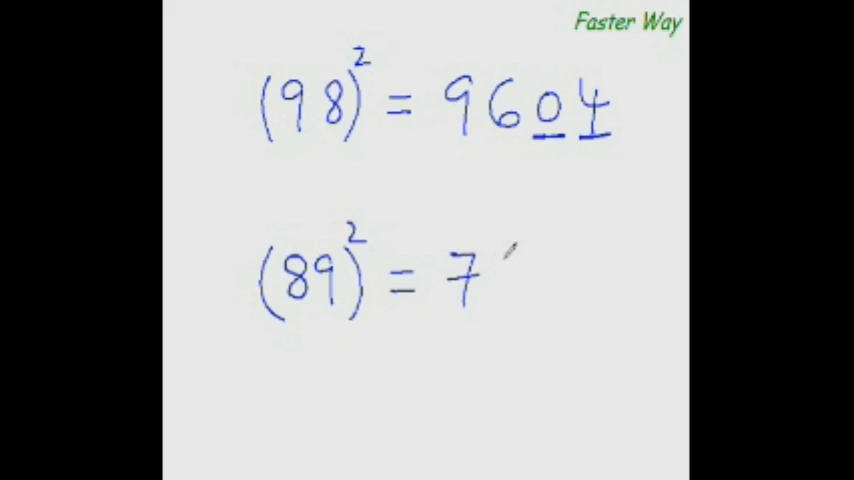 Faster Way
(98)² = 9604
(89)² = 7